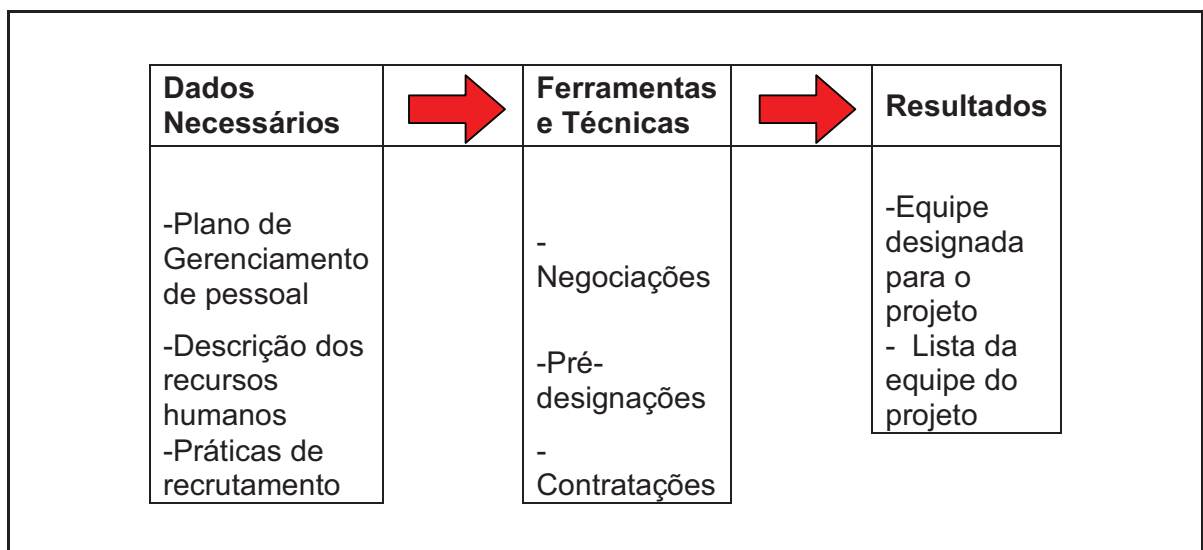 Dados
Necessários
Ferramentas
e Técnicas
Resultados
-Plano de
Gerenciamento
de pessoal
-Descrição dos
recursos
humanos
-Práticas de
recrutamento
-
Negociações
-Pré-
designações
-
Contratações
-Equipe
designada
para o
projeto
- Lista da
equipe do
projeto